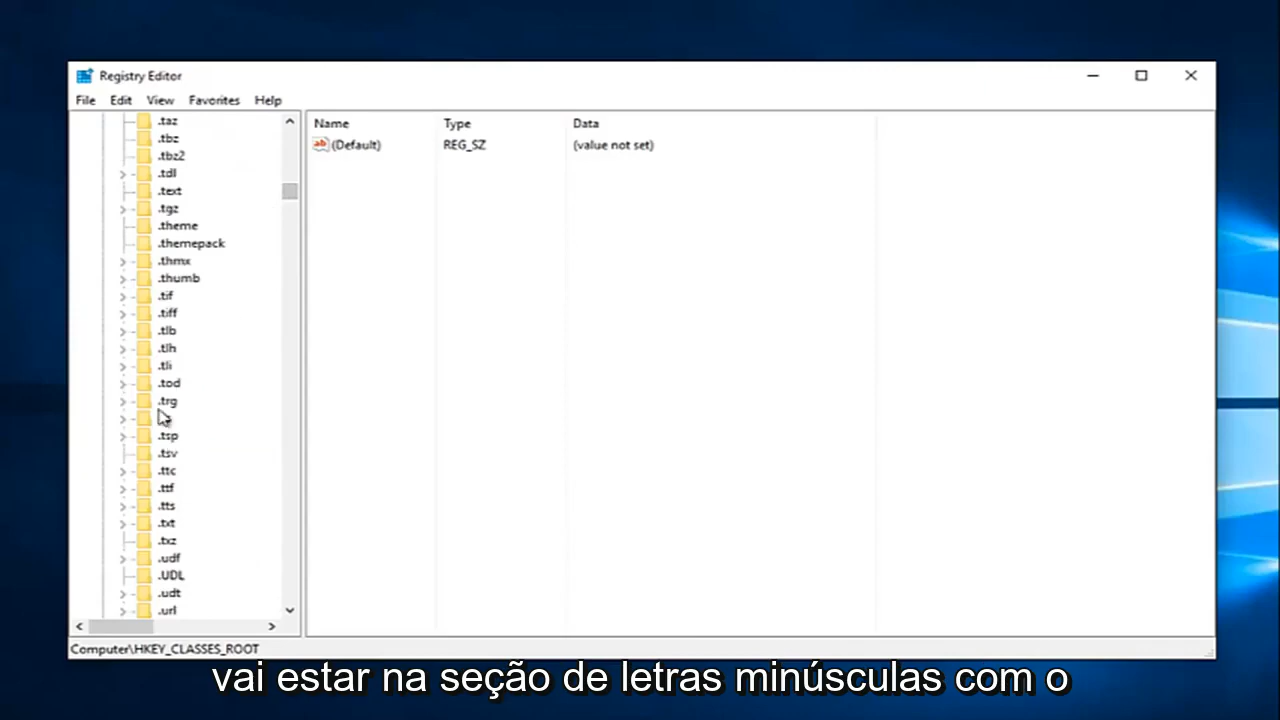 Registry Editor
File Edit View Favorites Help
.taz
.tbz
.tbz2
.tdl
.text
.tgz
.theme
.themepack
.thmx
.thumb
.tif
.tiff
.tlb
.tlh
.tli
.tod
.trg
.tsp
.tsv
.ttc
.ttf
.tts
.txt
.txz
.udf
.UDL
.udt
.url
Name Type Data
(Default) REG_SZ (value not set)
Computer\HKEY_CLASSES_ROOT
vai estar na seção de letras minúsculas com o